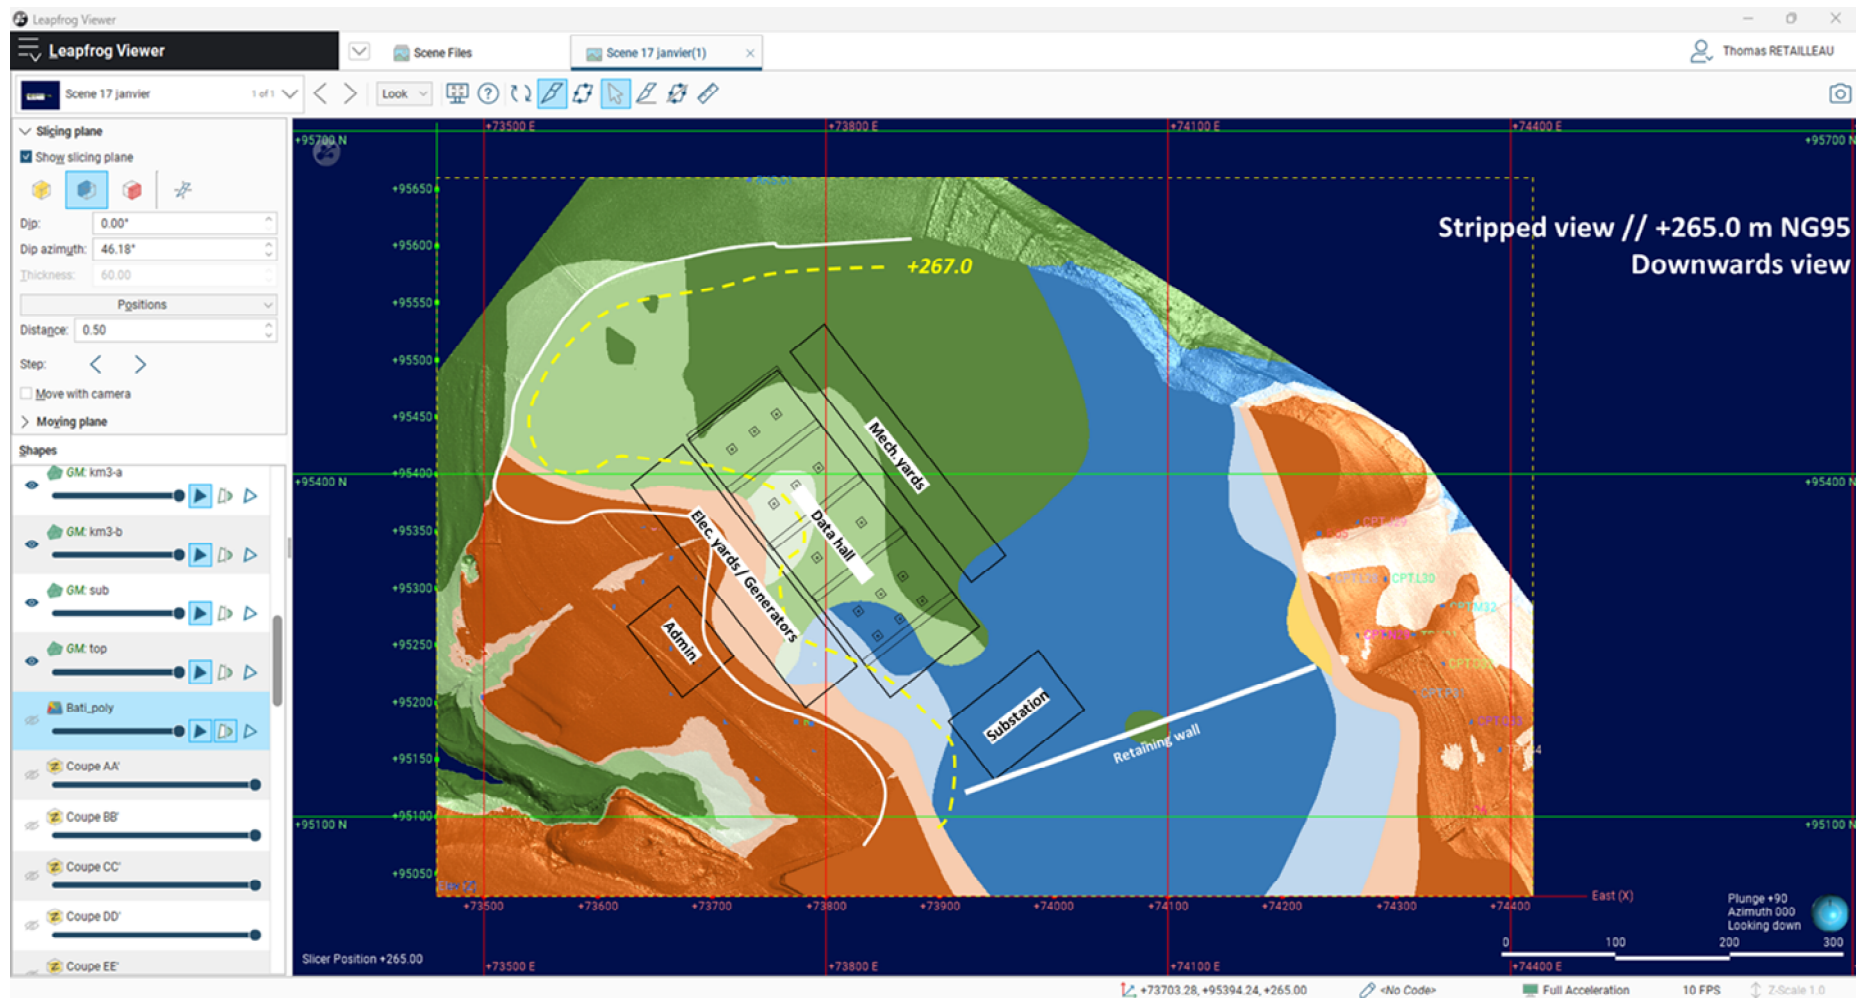 Leapfrog Viewer
Leapfrog Viewer
Scene Files
Scene 17 janvier(1)
Thomas RETAILLEAU
Scene 17 janvier
1 of 1
Look
Slicing plane
Show slicing plane
Dip:
0.00°
Dip azimuth:
46.18°
Thickness:
60.00
Positions
Distance:
0.50
Step:
Move with camera
Moving plane
Shapes
GM: km3-a
GM: km3-b
GM: sub
GM: top
Bati_poly
Coupe AA'
Coupe BB'
Coupe CC'
Coupe DD'
Coupe EE'
+73500 E
+73800 E
+74100 E
+74400 E
+95700 N
+95700 N
+95650
+95600
+95550
+95500
+95450
+95400
+95400 N
+95400 N
+95350
+95300
+95250
+95200
+95150
+95100
+95100 N
+95100 N
+95050
Stripped view // +265.0 m NG95
Downwards view
+267.0
Mech. yards
Data hall
Elec. yards / Generators
Admin.
Substation
Retaining wall
CPTL30
+73500
+73600
+73700
+73800
+73900
+74000
+74100
+74200
+74300
+74400
East (X)
Plunge +90
Azimuth 000
Looking down
0
100
200
300
Slicer Position +265.00
+73500 E
+73800 E
+74100 E
+74400 E
+73703.28, +95394.24, +265.00
<No Code>
Full Acceleration
10 FPS
Z-Scale 1.0